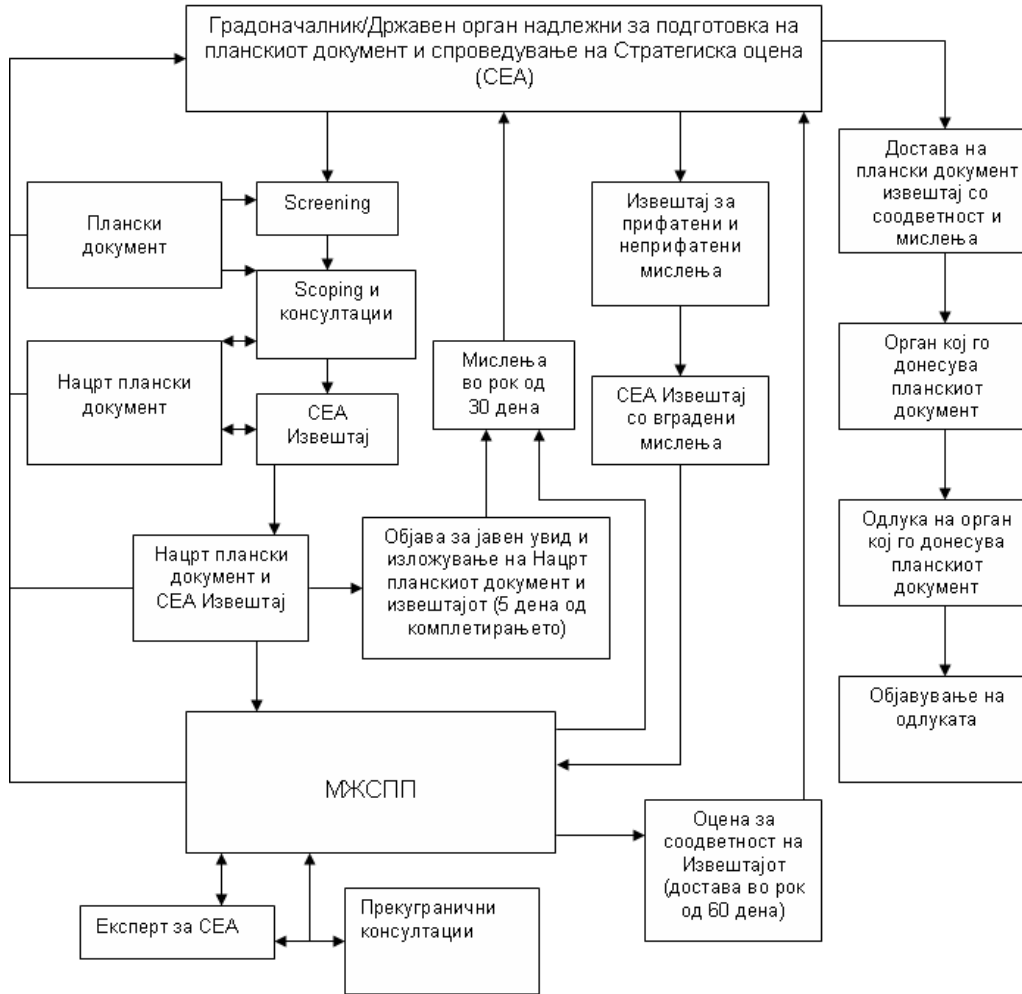 Градоначалник/Државен орган надлежни за подготовка на
планскиот документ и спроведување на Стратегиска оцена
(СЕА)
Плански
документ
Screening
Scoping и
консултации
Нацрт плански
документ
СЕА
Извештај
Нацрт плански
документ и
СЕА Извештај
Објава за јавен увид и
изложување на Нацрт
планскиот документ и
извештајот (5 дена од
комплетирањето)
Мислења
во рок од
30 дена
Извештај за
прифатени и
неприфатени
мислења
СЕА Извештај
со вградени
мислења
Достава на
плански документ
извештај со
соодветност и
мислења
Орган кој го
донесува
планскиот
документ
Одлука на орган
кој го донесува
планскиот
документ
Објавување на
одлуката
МЖСПП
Оцена за
соодветност на
Извештајот
(достава во рок
од 60 дена)
Експерт за СЕА
Прекугранични
консултации